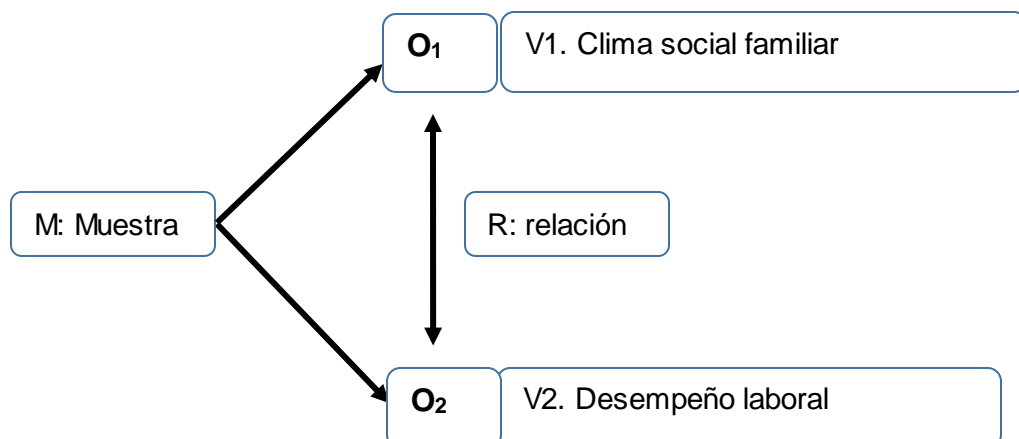 O₁ V1. Clima social familiar
M: Muestra R: relación
O₂ V2. Desempeño laboral